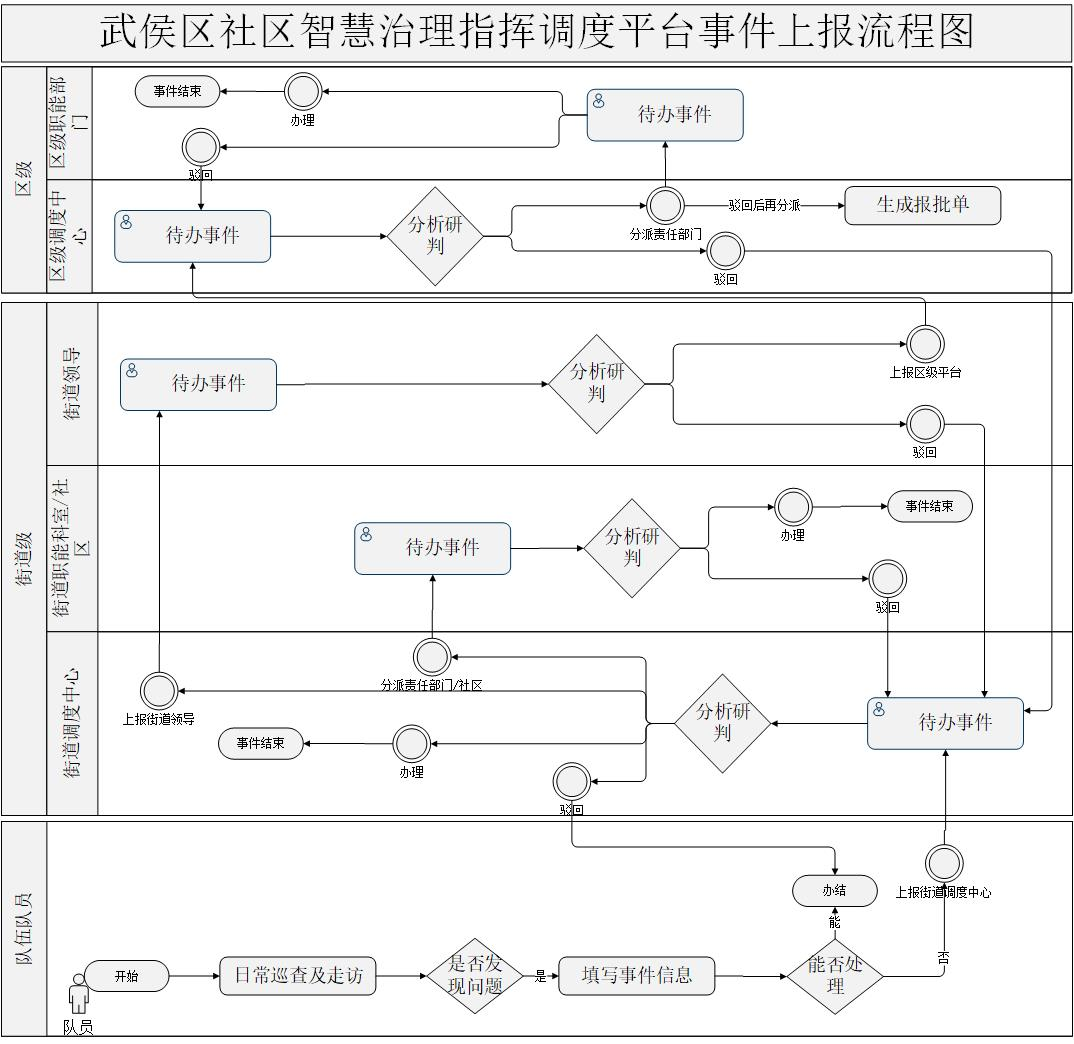 武侯区社区智慧治理指挥调度平台事件上报流程图
区级
区级职能部
门
事件结束
办理
待办事件
驳回
区级调度中
心
待办事件
分析研
判
分派责任部门
驳回后再分派
生成报批单
驳回
街道级
街道领导
待办事件
分析研
判
上报区级平台
驳回
街道职能科室/社
区
待办事件
分析研
判
办理
事件结束
驳回
街道调度中心
分派责任部门/社区
上报街道领导
事件结束
办理
驳回
分析研
判
待办事件
队伍队员
办结
上报街道调度中心
能
否
开始
队员
日常巡查及走访
是否发
现问题
是
填写事件信息
能否处
理